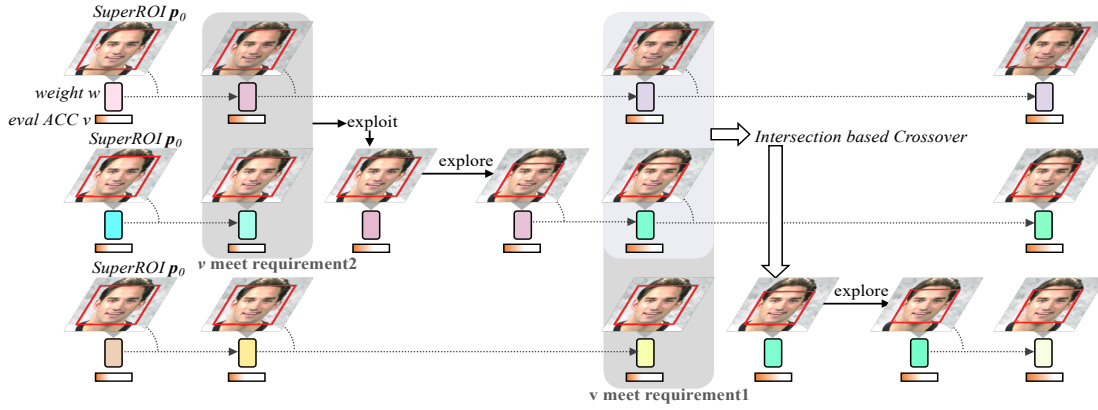 SuperROI p0
weight w
eval ACC v
exploit
Intersection based Crossover
SuperROI p0
explore
v meet requirement2
SuperROI p0
explore
v meet requirement1